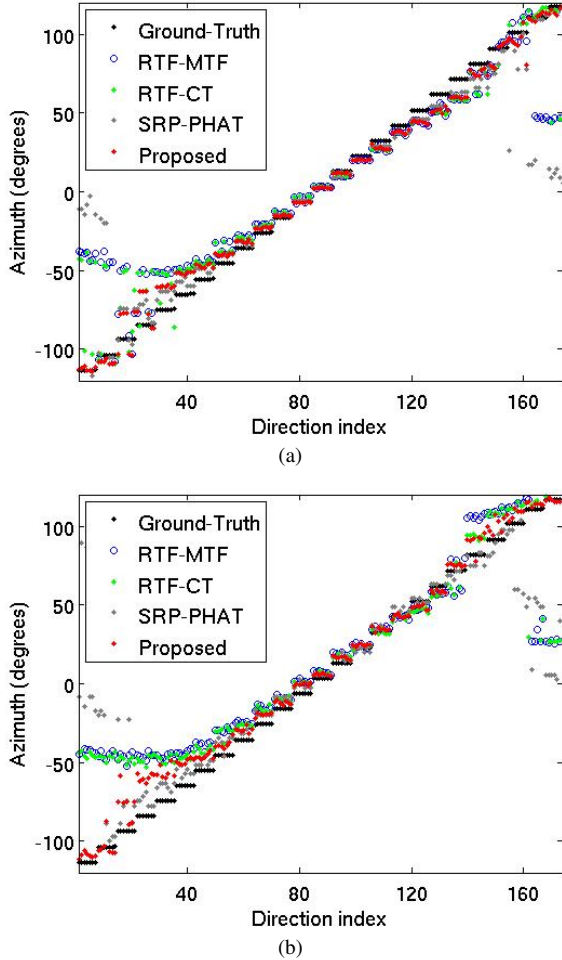 100
50
0
-50
-100
Azimuth (degrees)
Ground-Truth
RTF-MTF
RTF-CT
SRP-PHAT
Proposed
40
80
120
160
Direction index
(a)
100
50
0
-50
-100
Azimuth (degrees)
Ground-Truth
RTF-MTF
RTF-CT
SRP-PHAT
Proposed
40
80
120
160
Direction index
(b)